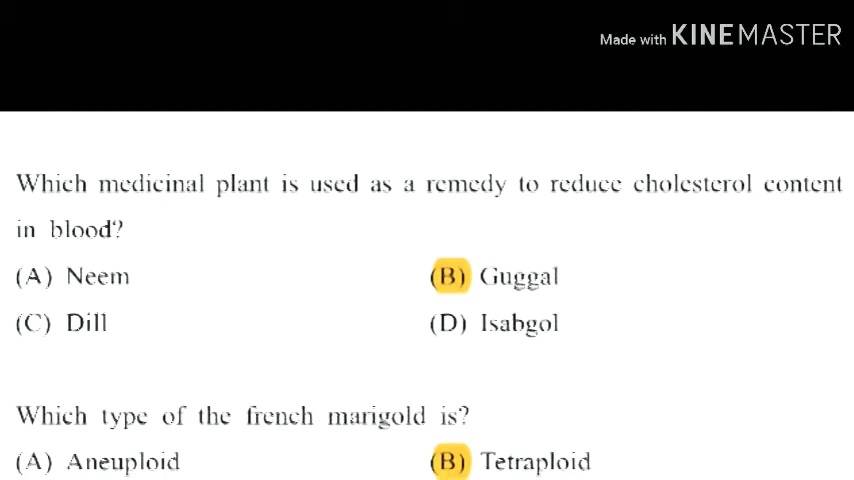 Made with KINEMASTER
Which medicinal plant is used as a remedy to reduce cholesterol content
in blood?
(A) Neem (B) Guggal
(C) Dill (D) Isabgol
Which type of the french marigold is?
(A) Aneuploid (B) Tetraploid